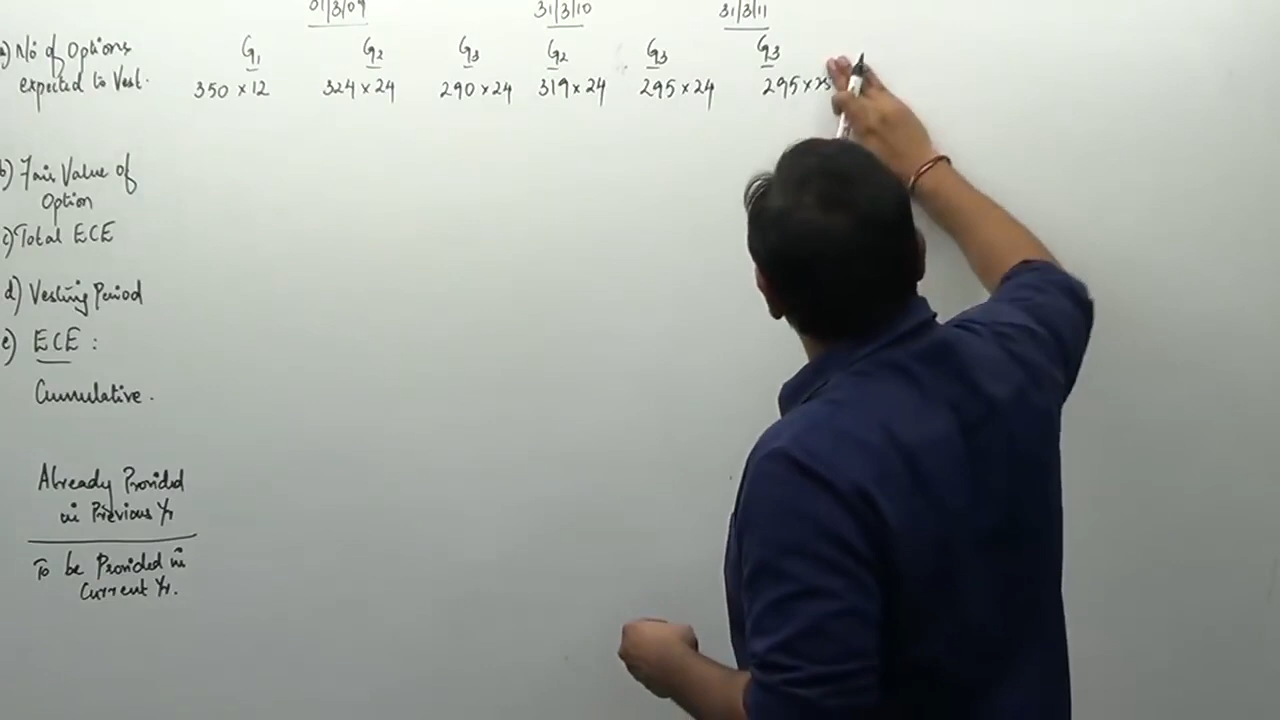 31/3/09 31/3/10 31/3/11
a) No of Options G1 G2 G3 G2 G3 G3
expected to Vest. 350 × 12 324 × 24 290 × 24 319 × 24 295 × 24 295 ×
b) Fair Value of
Option
c) Total ECE
d) Vesting Period
e) ECE :
Cumulative.
Already Provided
in Previous Yr
To be Provided in
Current Yr.